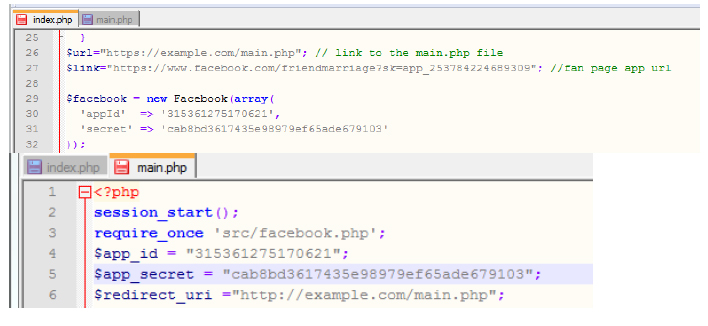 index.php main.php
25 }
26 $url="https://example.com/main.php"; // link to the main.php file
27 $link="https://www.facebook.com/friendmarriage?sk=app_253784224689309"; //fan page app url
28
29 $facebook = new Facebook(array(
30 'appId' => '315361275170621',
31 'secret' => 'cab8bd3617435e98979ef65ade679103'
32 ));
index.php main.php
1 <?php
2 session_start();
3 require_once 'src/facebook.php';
4 $app_id = "315361275170621";
5 $app_secret = "cab8bd3617435e98979ef65ade679103";
6 $redirect_uri ="http://example.com/main.php";